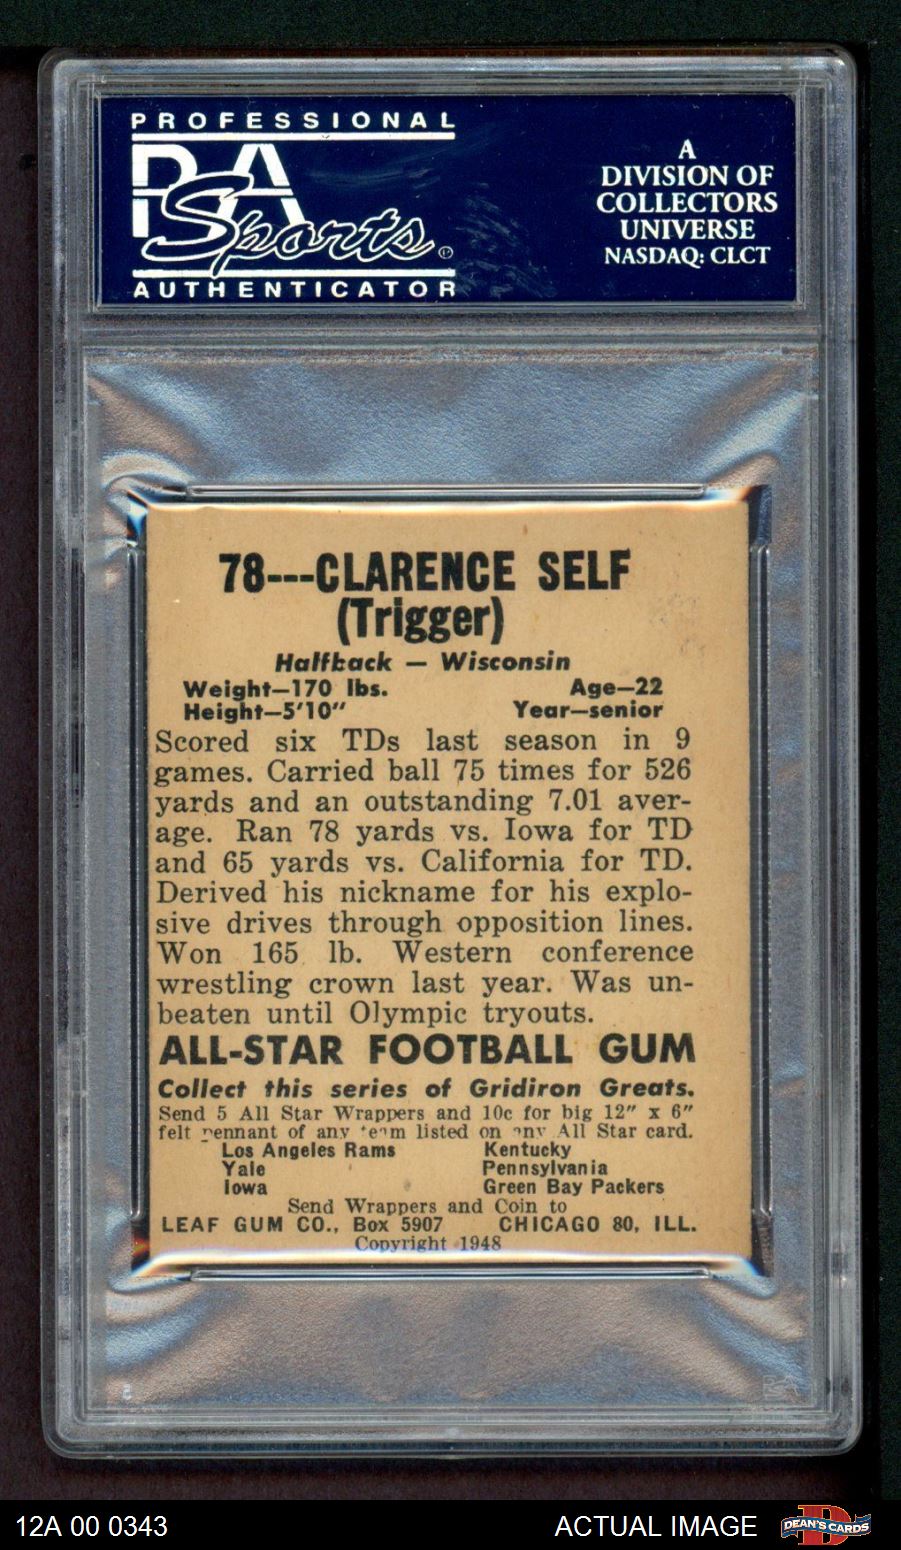 PROFESSIONAL
PSA
Sports
AUTHENTICATOR
A
DIVISION OF
COLLECTORS
UNIVERSE
NASDAQ: CLCT
78---CLARENCE SELF
(Trigger)
Halfback — Wisconsin
Weight—170 lbs. Age—22
Height—5'10" Year—senior
Scored six TDs last season in 9
games. Carried ball 75 times for 526
yards and an outstanding 7.01 aver-
age. Ran 78 yards vs. Iowa for TD
and 65 yards vs. California for TD.
Derived his nickname for his explo-
sive drives through opposition lines.
Won 165 lb. Western conference
wrestling crown last year. Was un-
beaten until Olympic tryouts.
ALL-STAR FOOTBALL GUM
Collect this series of Gridiron Greats.
Send 5 All Star Wrappers and 10c for big 12" x 6"
felt pennant of any team listed on any All Star card.
Los Angeles Rams Kentucky
Yale Pennsylvania
Iowa Green Bay Packers
Send Wrappers and Coin to
LEAF GUM CO., Box 5907 CHICAGO 80, ILL.
Copyright 1948
12A 00 0343 ACTUAL IMAGE DEAN'S CARDS